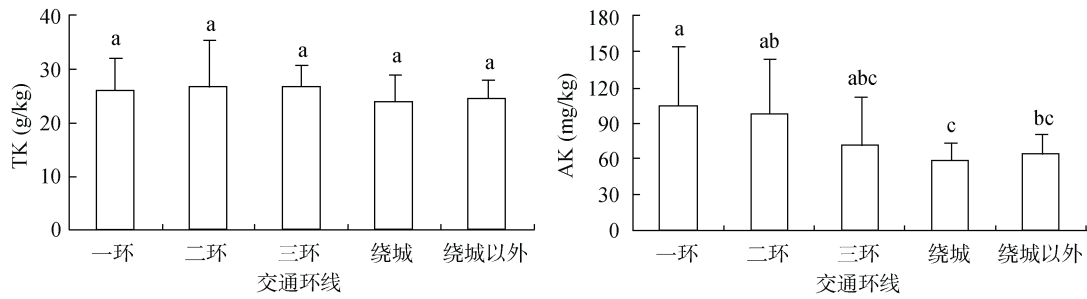 TK (g/kg)
40
30
20
10
0
a
a
a
a
a
一环
二环
三环
绕城
绕城以外
交通环线
AK (mg/kg)
180
150
120
90
60
30
0
a
ab
abc
c
bc
一环
二环
三环
绕城
绕城以外
交通环线